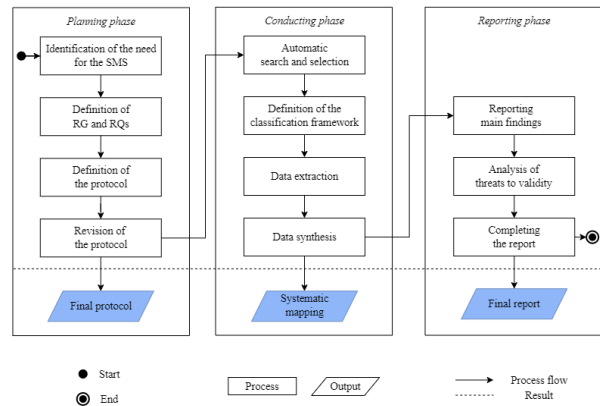 Planning phase
Identification of the need
for the SMS
Definition of
RG and RQs
Definition of
the protocol
Revision of
the protocol
Final protocol
Conducting phase
Automatic
search and selection
Definition of the
classification framework
Data extraction
Data synthesis
Systematic
mapping
Reporting phase
Reporting
main findings
Analysis of
threats to validity
Completing
the report
Final report
Start
End
Process
Output
Process flow
Result